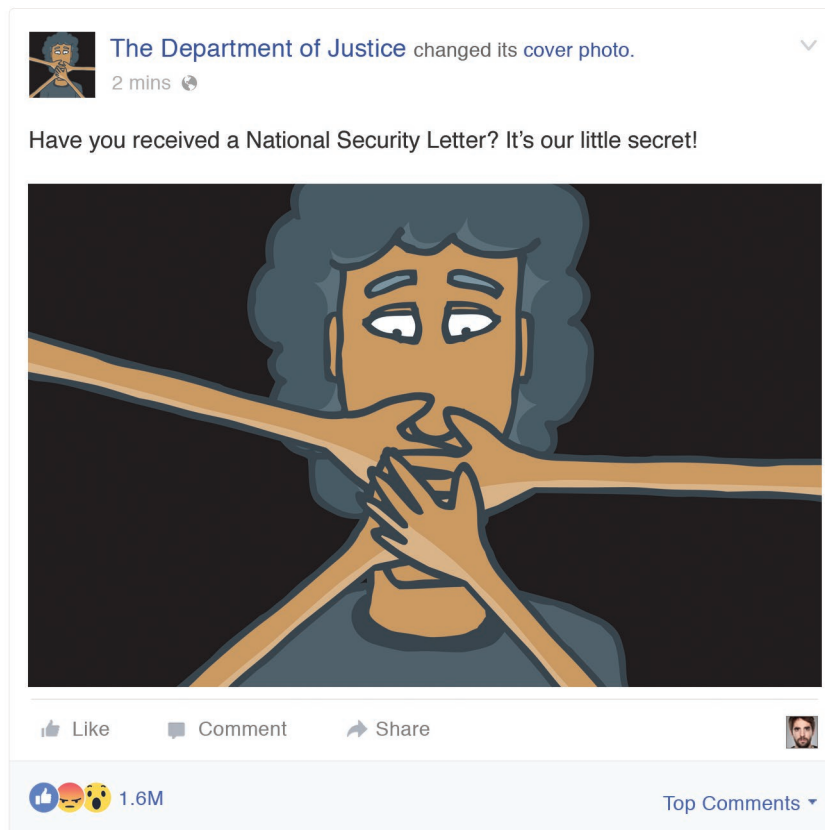 The Department of Justice changed its cover photo.
2 mins
Have you received a National Security Letter? It’s our little secret!
Like Comment Share
1.6M Top Comments